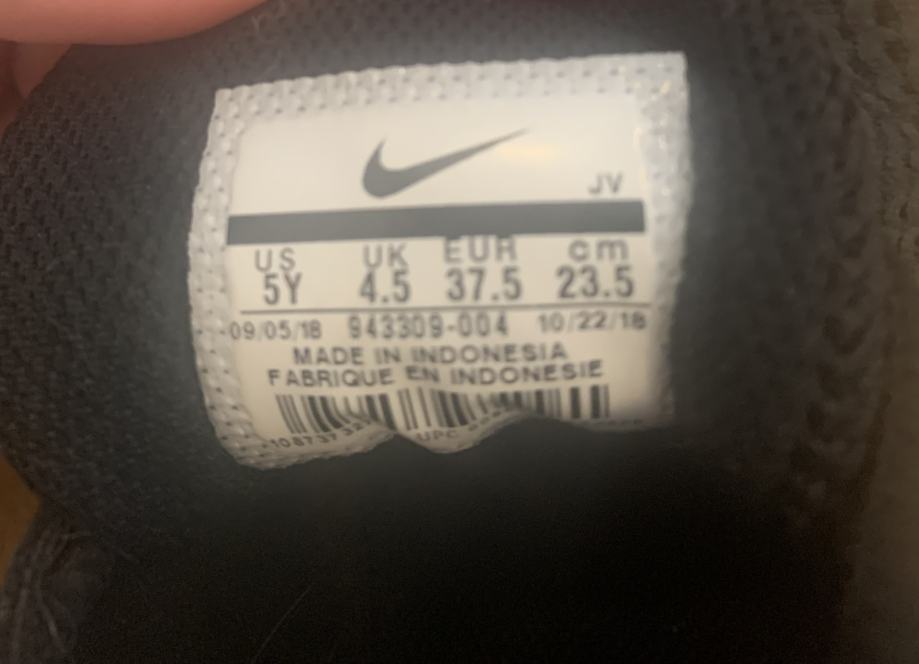 JV
US UK EUR cm
5Y 4.5 37.5 23.5
09/05/18 943309-004 10/22/18
MADE IN INDONESIA
FABRIQUE EN INDONESIE
UPC